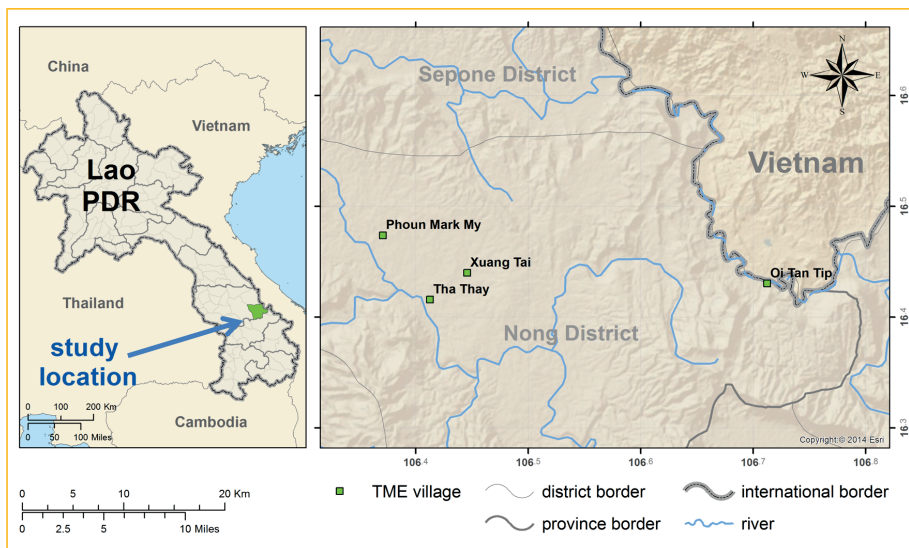 China
Vietnam
Lao
PDR
Thailand
study
location
Cambodia
0 100 200 Km
0 50 100 Miles
Sepone District
N
W E
S
Vietnam
Phoun Mark My
Xuang Tai
Oi Tan Tip
Tha Thay
Nong District
Copyright:© 2014 Esri
16.6
16.5
16.4
16.3
106.4 106.5 106.6 106.7 106.8
0 5 10 20 Km
0 2.5 5 10 Miles
TME village
district border
international border
province border
river